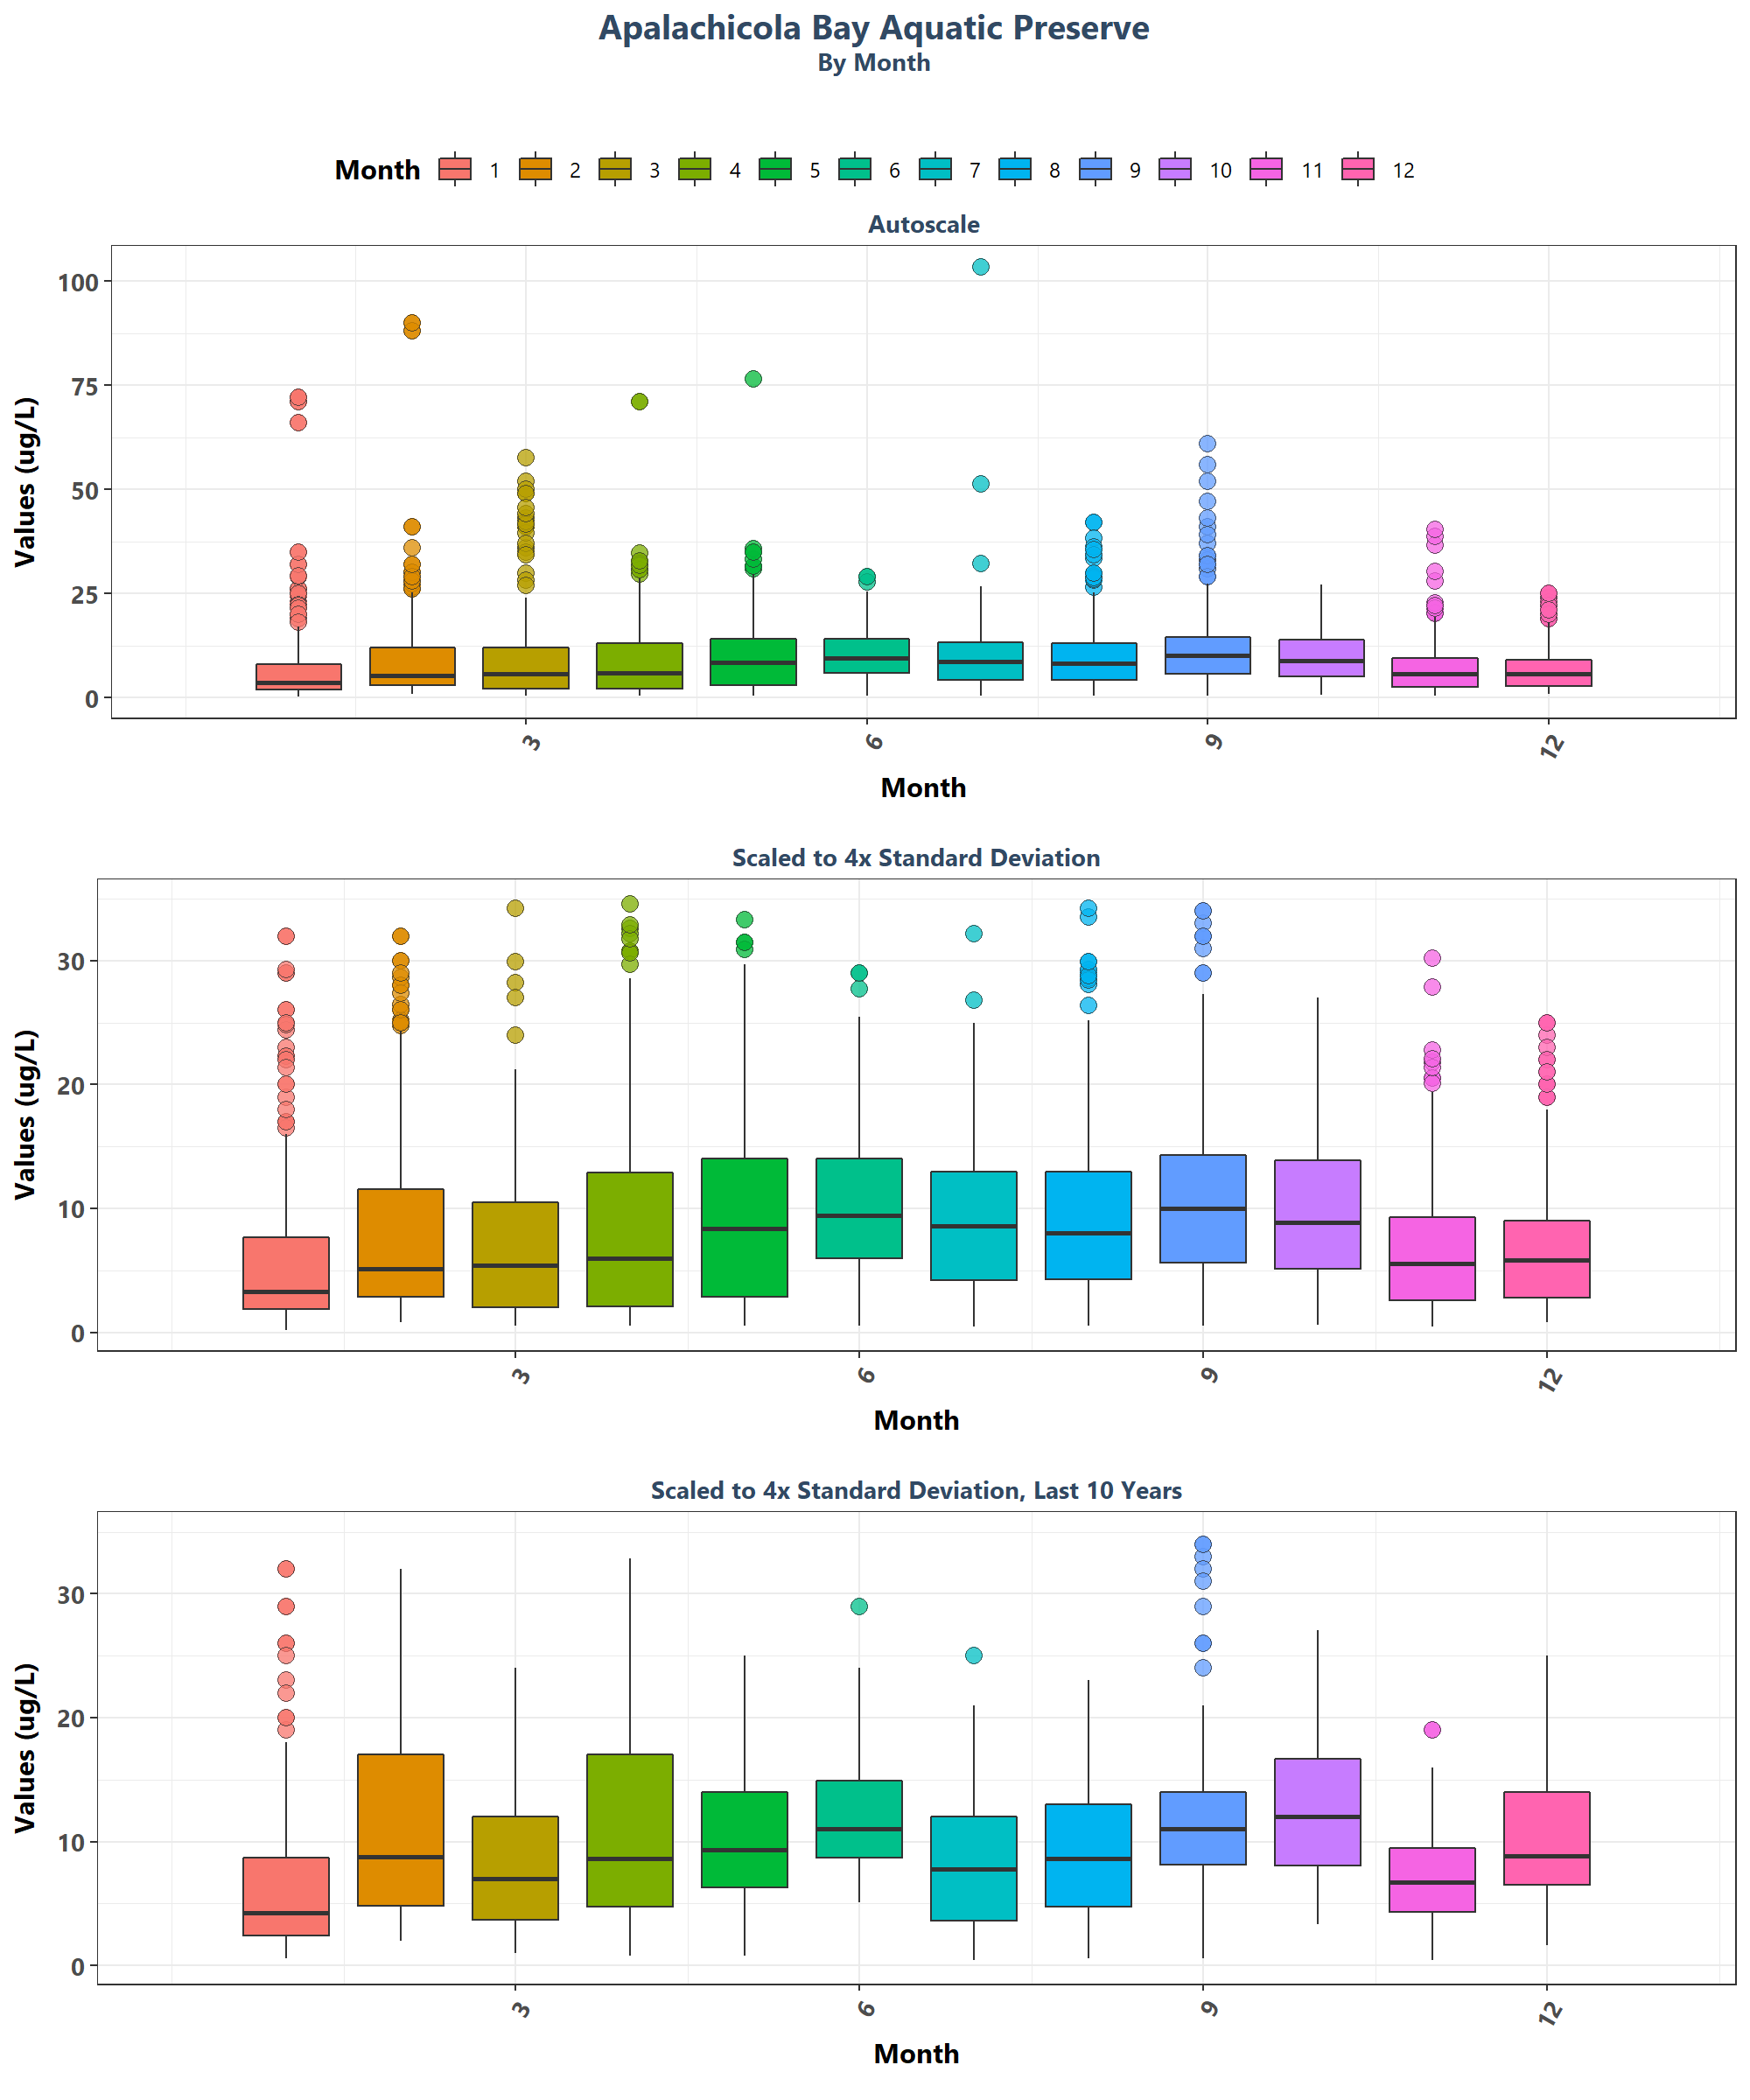 Apalachicola Bay Aquatic Preserve
By Month
Month 1 2 3 4 5 6 7 8 9 10 11 12
Autoscale
Values (ug/L)
100
75
50
25
0
3 6 9 12
Month
Scaled to 4x Standard Deviation
Values (ug/L)
30
20
10
0
3 6 9 12
Month
Scaled to 4x Standard Deviation, Last 10 Years
Values (ug/L)
30
20
10
0
3 6 9 12
Month